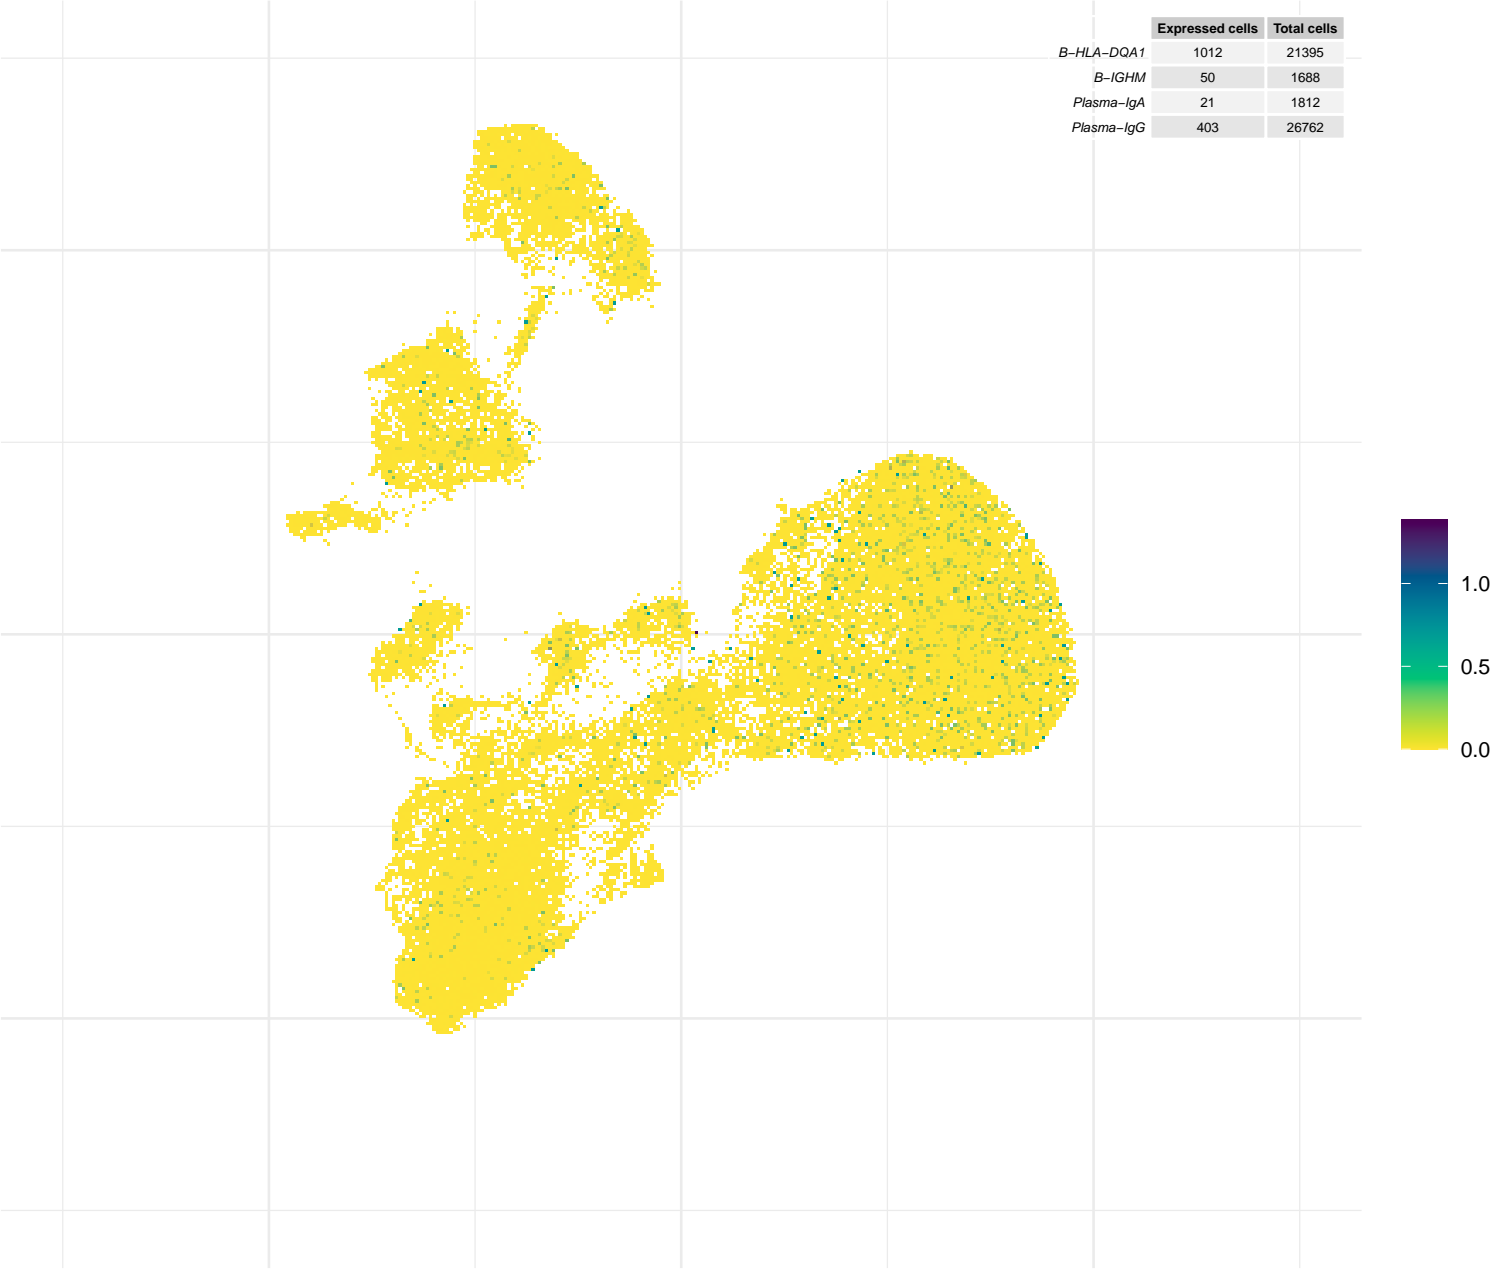 Expressed cells Total cells
B−HLA−DQA1 1012 21395
B−IGHM 50 1688
Plasma−IgA 21 1812
Plasma−IgG 403 26762
1.0
0.5
0.0